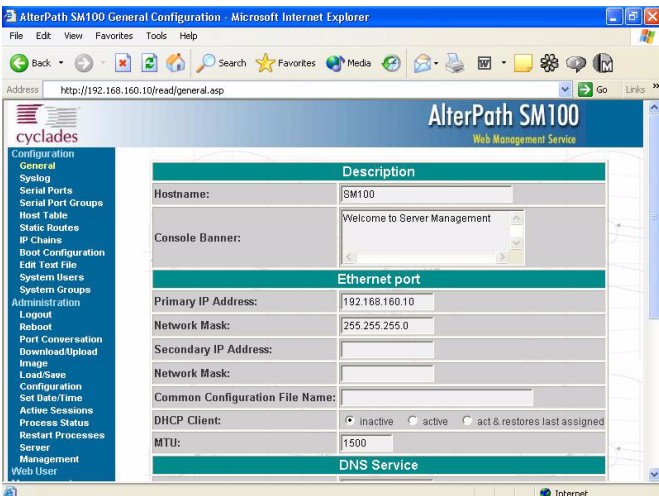 AlterPath SM100 General Configuration - Microsoft Internet Explorer
File Edit View Favorites Tools Help
Back Search Favorites Media
Address http://192.168.160.10/read/general.asp Go Links »
cyclades
AlterPath SM100
Web Management Service
Configuration
General
Syslog
Serial Ports
Serial Port Groups
Host Table
Static Routes
IP Chains
Boot Configuration
Edit Text File
System Users
System Groups
Administration
Logout
Reboot
Port Conversation
Download/Upload
Image
Load/Save
Configuration
Set Date/Time
Active Sessions
Process Status
Restart Processes
Server
Management
Web User
Description
Hostname: SM100
Console Banner: Welcome to Server Management
Ethernet port
Primary IP Address: 192.168.160.10
Network Mask: 255.255.255.0
Secondary IP Address:
Network Mask:
Common Configuration File Name:
DHCP Client: inactive active act & restores last assigned
MTU: 1500
DNS Service
Internet